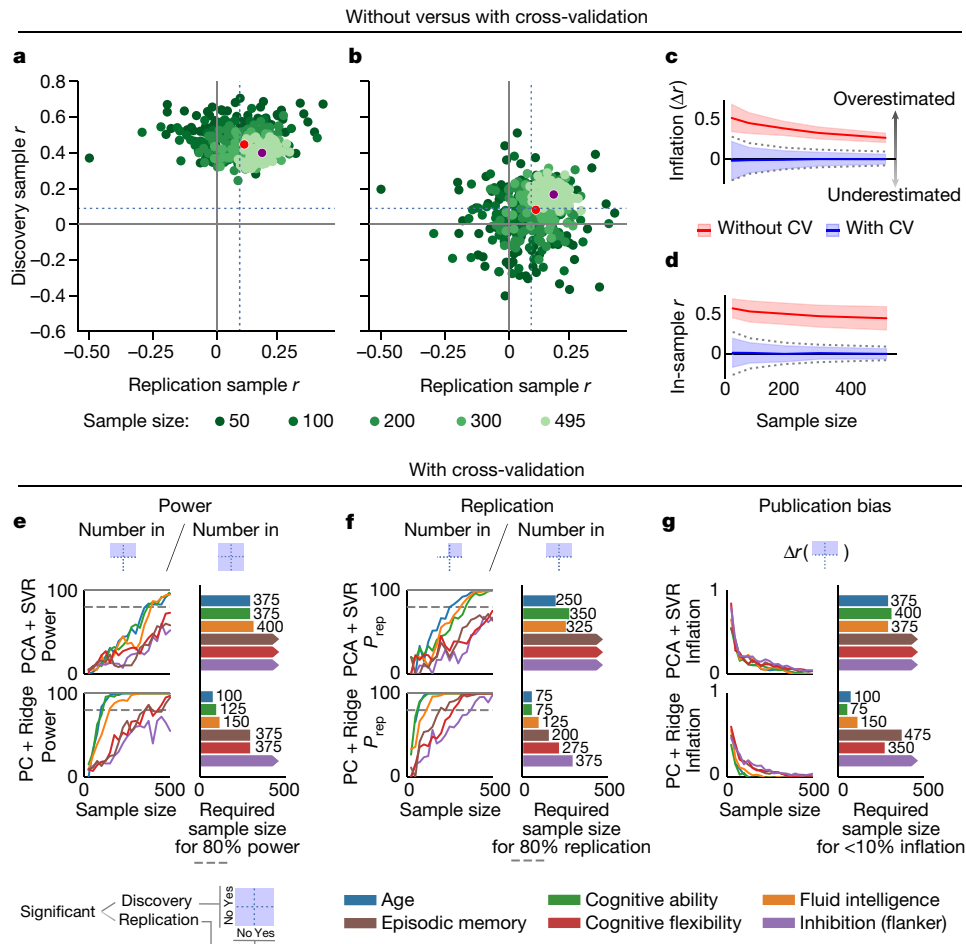 Without versus with cross-validation
a
b
c
Discovery sample r
0.8
0.6
0.4
0.2
0
−0.2
−0.4
−0.6
−0.50
−0.25
0
0.25
Replication sample r
−0.50
−0.25
0
0.25
Replication sample r
Sample size:
50
100
200
300
495
Inflation (Δr)
0.5
0
Overestimated
Underestimated
Without CV
With CV
d
In-sample r
0.5
0
0
200
400
Sample size
With cross-validation
e
Power
Number in
Number in
PCA + SVR
Power
100
0
375
375
400
PC + Ridge
Power
100
0
100
125
150
375
375
Sample size
500
0
500
Required
sample size
for 80% power
f
Replication
Number in
Number in
PCA + SVR
Prep
100
0
250
350
325
PC + Ridge
Prep
100
0
75
75
125
200
275
375
Sample size
500
0
500
Required
sample size
for 80% replication
g
Publication bias
Δr( )
PCA + SVR
Inflation
1
0
375
400
375
PC + Ridge
Inflation
1
0
100
75
150
475
350
Sample size
500
0
500
Required
sample size
for <10% inflation
Significant
Discovery
Replication
No Yes
No Yes
Age
Cognitive ability
Fluid intelligence
Episodic memory
Cognitive flexibility
Inhibition (flanker)